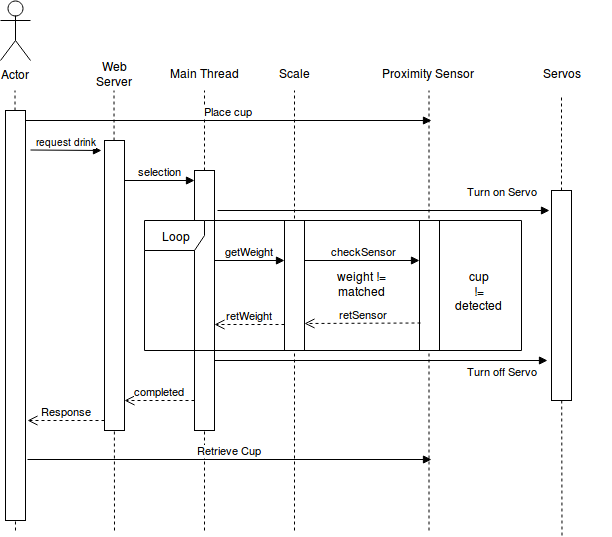 Actor
Web
Server
Main Thread
Scale
Proximity Sensor
Servos
Place cup
request drink
selection
Turn on Servo
Loop
getWeight
checkSensor
weight !=
matched
cup
!=
detected
retWeight
retSensor
Turn off Servo
completed
Response
Retrieve Cup